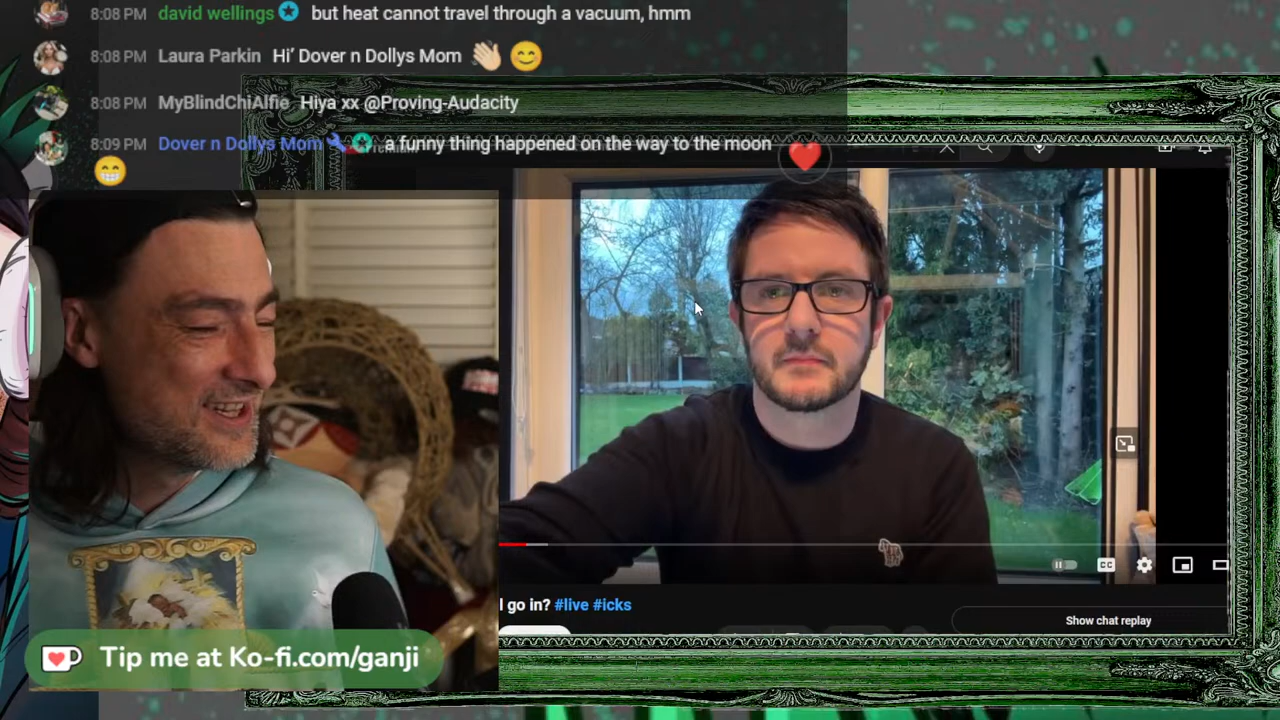 8:08 PM david wellings but heat cannot travel through a vacuum, hmm
8:08 PM Laura Parkin Hi' Dover n Dollys Mom
8:08 PM MyBlindChiAlfie Hiya xx @Proving-Audacity
8:09 PM Dover n Dollys Mom a funny thing happened on the way to the moon
CC
I go in? #live #icks
Show chat replay
Tip me at Ko-fi.com/ganji